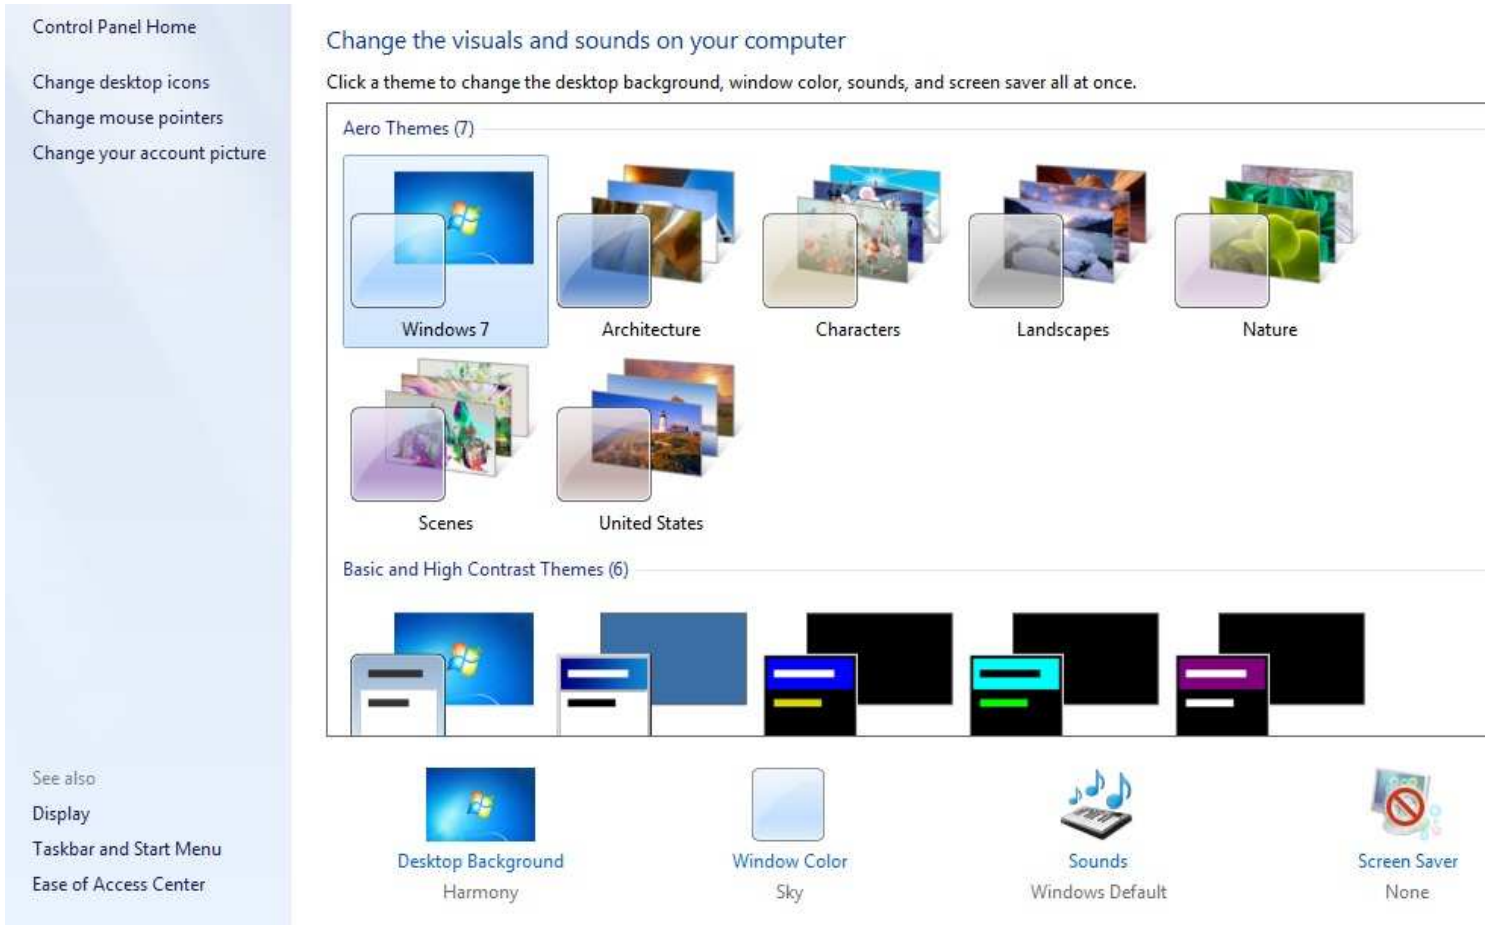 Control Panel Home
Change desktop icons
Change mouse pointers
Change your account picture
See also
Display
Taskbar and Start Menu
Ease of Access Center
Change the visuals and sounds on your computer
Click a theme to change the desktop background, window color, sounds, and screen saver all at once.
Aero Themes (7)
Windows 7
Architecture
Characters
Landscapes
Nature
Scenes
United States
Basic and High Contrast Themes (6)
Desktop Background
Harmony
Window Color
Sky
Sounds
Windows Default
Screen Saver
None